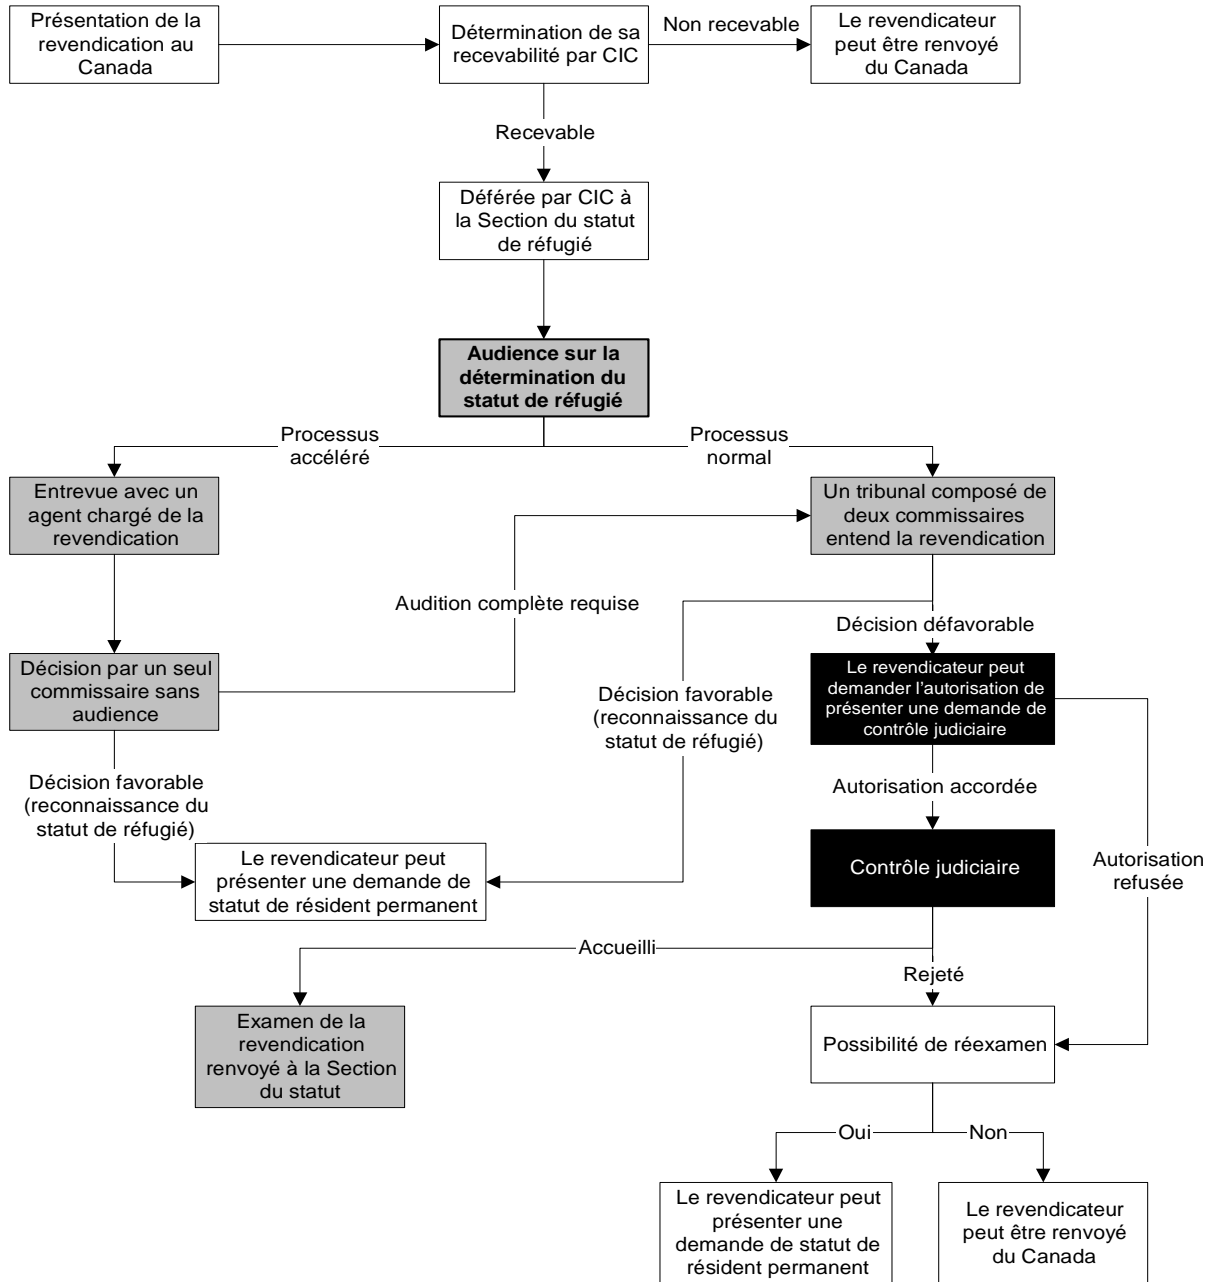 Présentation de la
revendication au
Canada
Détermination de sa
recevabilité par CIC
Non recevable
Le revendicateur
peut être renvoyé
du Canada
Recevable
Déférée par CIC à
la Section du statut
de réfugié
Audience sur la
détermination du
statut de réfugié
Processus
accéléré
Processus
normal
Entrevue avec un
agent chargé de la
revendication
Un tribunal composé de
deux commissaires
entend la revendication
Audition complète requise
Décision défavorable
Décision par un seul
commissaire sans
audience
Le revendicateur peut
demander l’autorisation de
présenter une demande de
contrôle judiciaire
Décision favorable
(reconnaissance du
statut de réfugié)
Décision favorable
(reconnaissance du
statut de réfugié)
Autorisation accordée
Le revendicateur peut
présenter une demande de
statut de résident permanent
Contrôle judiciaire
Autorisation
refusée
Accueilli
Rejeté
Examen de la
revendication
renvoyé à la Section
du statut
Possibilité de réexamen
Oui
Non
Le revendicateur peut
présenter une
demande de statut de
résident permanent
Le revendicateur
peut être renvoyé
du Canada